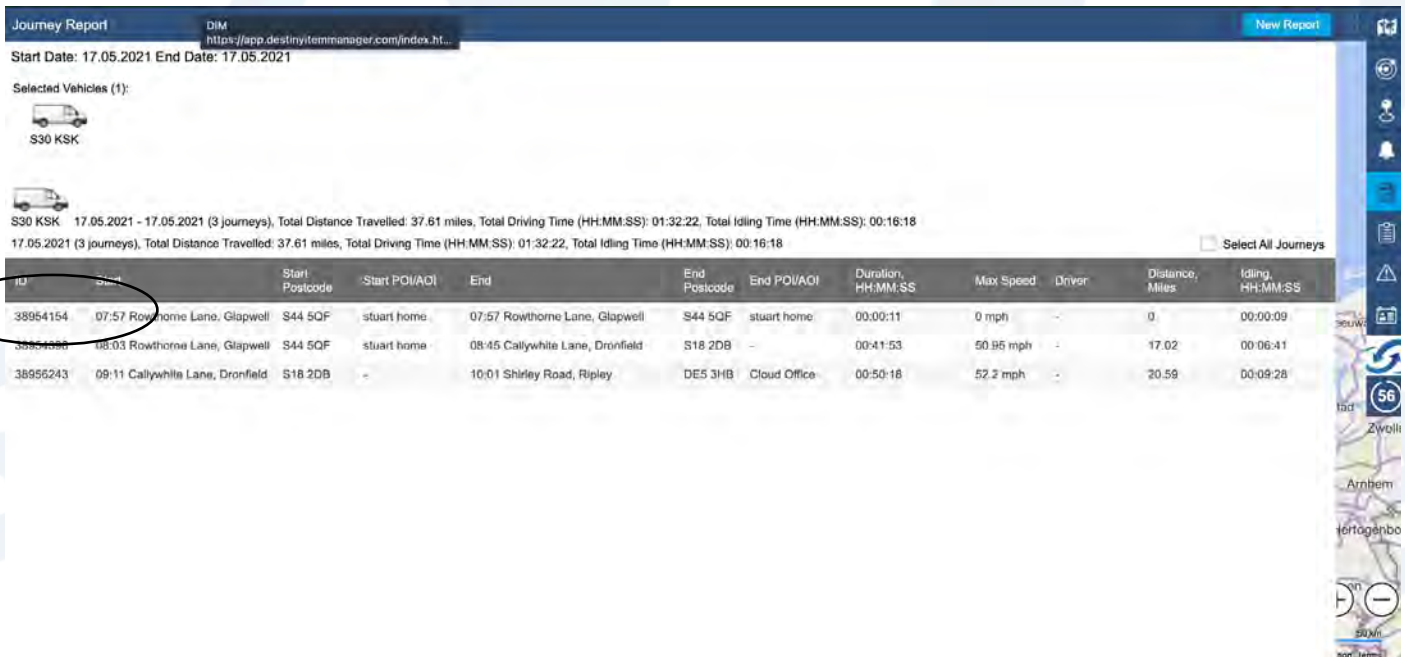 Journey Report
DIM
https://app.destinyitemmanager.com/index.ht...
New Report
Start Date: 17.05.2021 End Date: 17.05.2021
Selected Vehicles (1):
S30 KSK
S30 KSK 17.05.2021 - 17.05.2021 (3 journeys), Total Distance Travelled: 37.61 miles, Total Driving Time (HH:MM:SS): 01:32:22, Total Idling Time (HH:MM:SS): 00:16:18
17.05.2021 (3 journeys), Total Distance Travelled: 37.61 miles, Total Driving Time (HH:MM:SS): 01:32:22, Total Idling Time (HH:MM:SS): 00:16:18
Select All Journeys
ID Start Start Postcode Start POI/AOI End End Postcode End POI/AOI Duration, HH:MM:SS Max Speed Driver Distance, Miles Idling, HH:MM:SS
38954154 07:57 Rowthorne Lane, Glapwell S44 5QF stuart home 07:57 Rowthorne Lane, Glapwell S44 5QF stuart home 00:00:11 0 mph - 0 00:00:09
38954398 08:03 Rowthorne Lane, Glapwell S44 5QF stuart home 08:45 Callywhite Lane, Dronfield S18 2DB - 00:41:53 50.95 mph - 17.02 00:06:41
38956243 09:11 Callywhite Lane, Dronfield S18 2DB - 10:01 Shirley Road, Ripley DE5 3HB Cloud Office 00:50:18 52.2 mph - 20.59 00:09:28
56
Zwolle
Arnhem
50 km